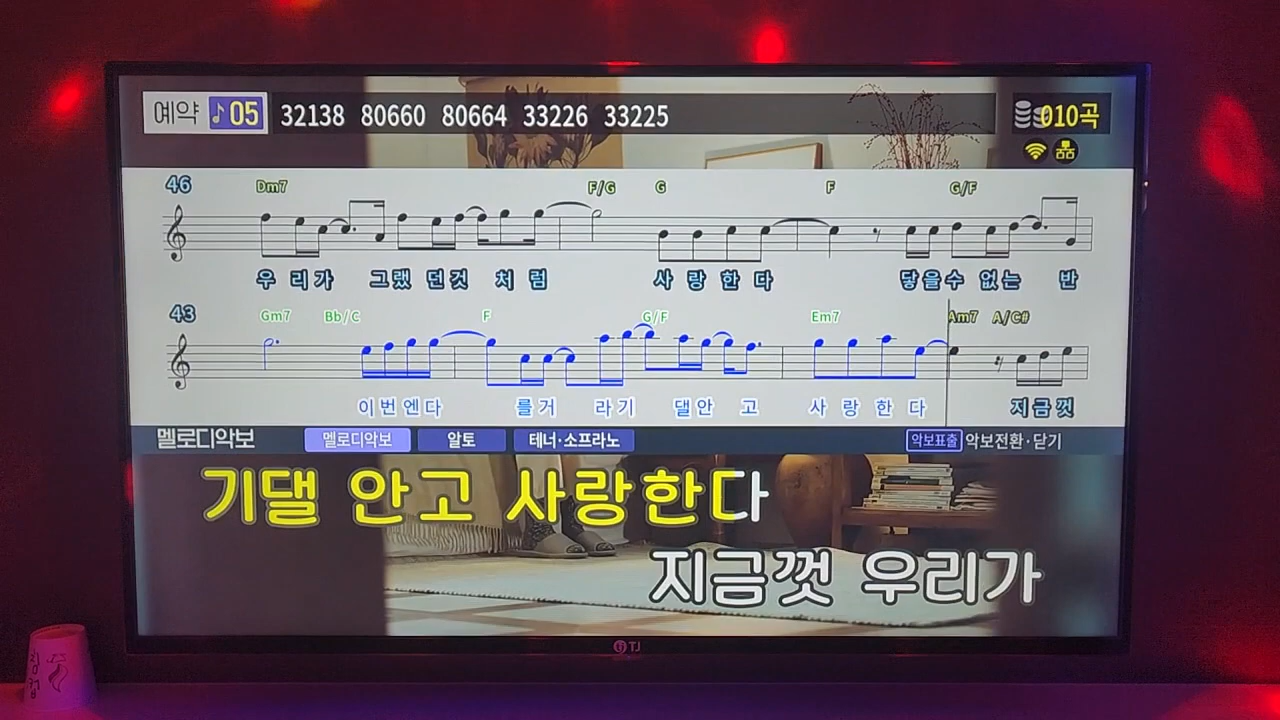 예약 ♪05 32138 80660 80664 33226 33225 010곡
46 Dm7 F/G G F G/F
우 리 가 그랬 던것 처 럼 사 랑 한 다 닿을수 없는 반
43 Gm7 Bb/C F G/F Em7 Am7 A/C#
이 번 엔 다 를 거 라 기 댈 안 고 사 랑 한 다 지 금 껏
멜로디악보 멜로디악보 알토 테너·소프라노 악보표출 악보전환·닫기
기댈 안고 사랑한다
지금껏 우리가
TJ